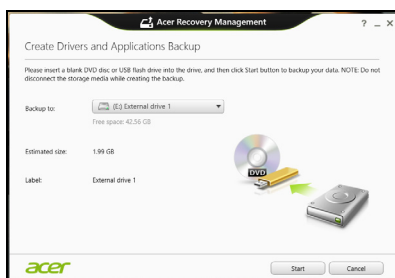 Acer Recovery Management
? _ ×
Create Drivers and Applications Backup
Please insert a blank DVD disc or USB flash drive into the drive, and then click Start button to backup your data. NOTE: Do not
disconnect the storage media while creating the backup.
Backup to:
(E:) External drive 1
Free space: 42.56 GB
Estimated size:
1.99 GB
Label:
External drive 1
DVD
acer
Start
Cancel